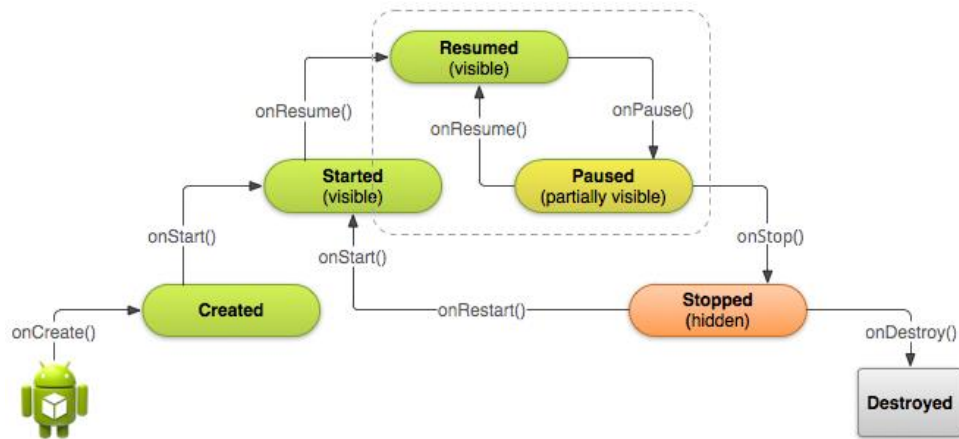 Resumed
(visible)
onResume()
onResume()
onPause()
Started
(visible)
Paused
(partially visible)
onStart()
onStart()
onStop()
Created
onRestart()
Stopped
(hidden)
onCreate()
onDestroy()
Destroyed